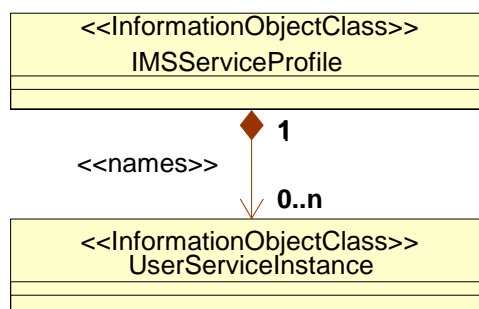 <<InformationObjectClass>>
IMSServiceProfile
1
<<names>>
0..n
<<InformationObjectClass>>
UserServiceInstance